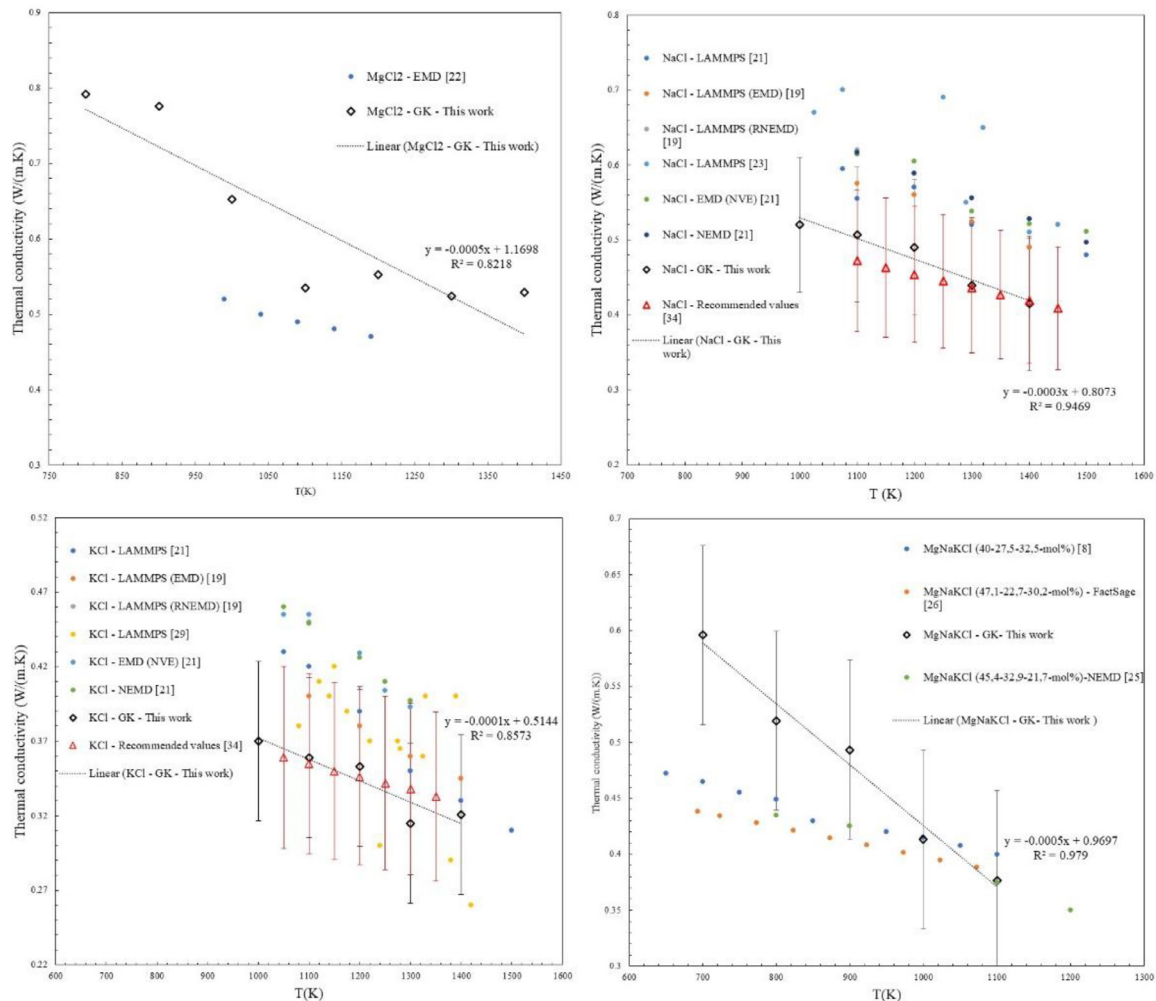 0.9
0.8
0.7
0.6
0.5
0.4
0.3
Thermal conductivity (W/(m.K))
MgCl2 - EMD [22]
MgCl2 - GK - This work
Linear (MgCl2 - GK - This work)
y = -0.0005x + 1.1698
R² = 0.8218
750 850 950 1050 1150 1250 1350 1450
T(K)
0.8
0.7
0.6
0.5
0.4
0.3
0.2
Thermal conductivity (W/(m.K))
NaCl - LAMMPS [21]
NaCl - LAMMPS (EMD) [19]
NaCl - LAMMPS (RNEMD)
[19]
NaCl - LAMMPS [23]
NaCl - EMD (NVE) [21]
NaCl - NEMD [21]
NaCl - GK - This work
NaCl - Recommended values
[34]
Linear (NaCl - GK - This
work)
y = -0.0003x + 0.8073
R² = 0.9469
700 800 900 1000 1100 1200 1300 1400 1500 1600
T (K)
0.52
0.47
0.42
0.37
0.32
0.27
0.22
Thermal conductivity (W/(m.K))
KCl - LAMMPS [21]
KCl - LAMMPS (EMD) [19]
KCl - LAMMPS (RNEMD) [19]
KCl - LAMMPS [29]
KCl - EMD (NVE) [21]
KCl - NEMD [21]
KCl - GK - This work
KCl - Recommended values [34]
Linear (KCl - GK - This work)
y = -0.0001x + 0.5144
R² = 0.8573
600 700 800 900 1000 1100 1200 1300 1400 1500 1600
T(K)
0.7
0.65
0.6
0.55
0.5
0.45
0.4
0.35
0.3
Thermal conductivity (W/(m.K))
MgNaKCl (40-27,5-32,5-mol%) [8]
MgNaKCl (47,1-22,7-30,2-mol%) - FactSage
[26]
MgNaKCl - GK- This work
MgNaKCl (45,4-32,9-21,7-mol%)-NEMD [25]
Linear (MgNaKCl - GK- This work )
y = -0.0005x + 0.9697
R² = 0.979
600 700 800 900 1000 1100 1200 1300
T(K)